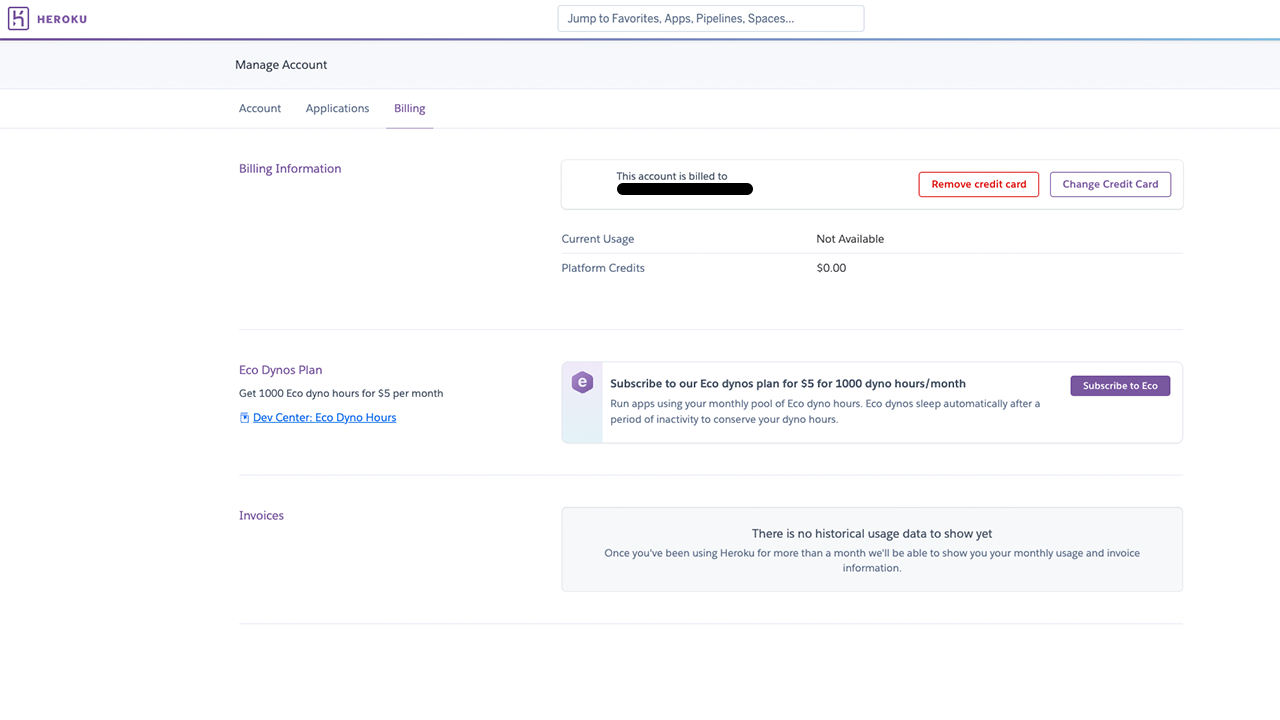 HEROKU
Jump to Favorites, Apps, Pipelines, Spaces...
Manage Account
Account
Applications
Billing
Billing Information
This account is billed to
Remove credit card
Change Credit Card
Current Usage
Not Available
Platform Credits
$0.00
Eco Dynos Plan
Get 1000 Eco dyno hours for $5 per month
Dev Center: Eco Dyno Hours
e
Subscribe to our Eco dynos plan for $5 for 1000 dyno hours/month
Run apps using your monthly pool of Eco dyno hours. Eco dynos sleep automatically after a
period of inactivity to conserve your dyno hours.
Subscribe to Eco
Invoices
There is no historical usage data to show yet
Once you've been using Heroku for more than a month we'll be able to show you your monthly usage and invoice
information.